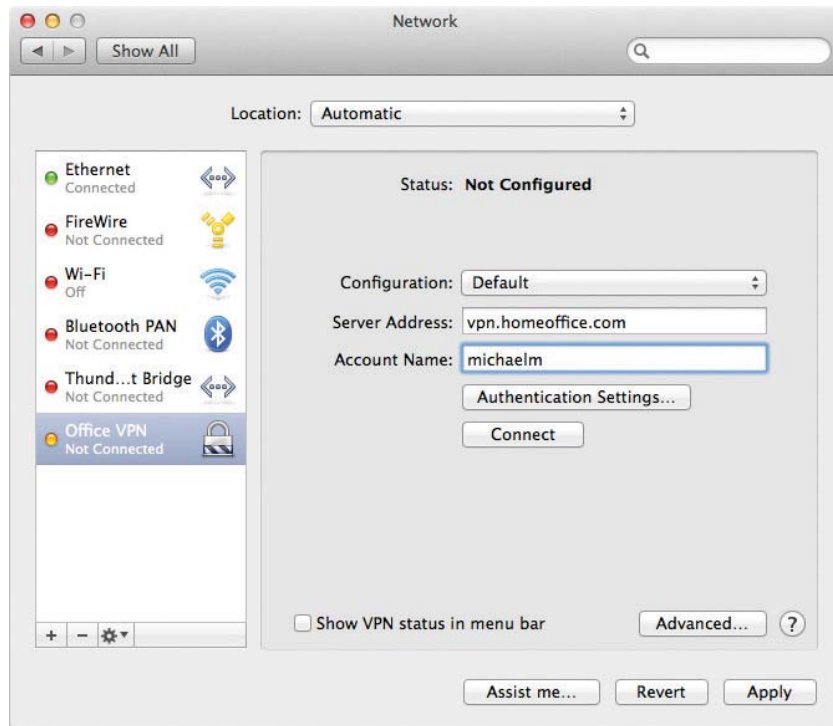 Network
Show All
Location: Automatic
Ethernet
Connected
FireWire
Not Connected
Wi-Fi
Off
Bluetooth PAN
Not Connected
Thund...t Bridge
Not Connected
Office VPN
Not Connected
Status: Not Configured
Configuration: Default
Server Address: vpn.homeoffice.com
Account Name: michaelm
Authentication Settings...
Connect
Show VPN status in menu bar
Advanced... ?
+ −
Assist me... Revert Apply